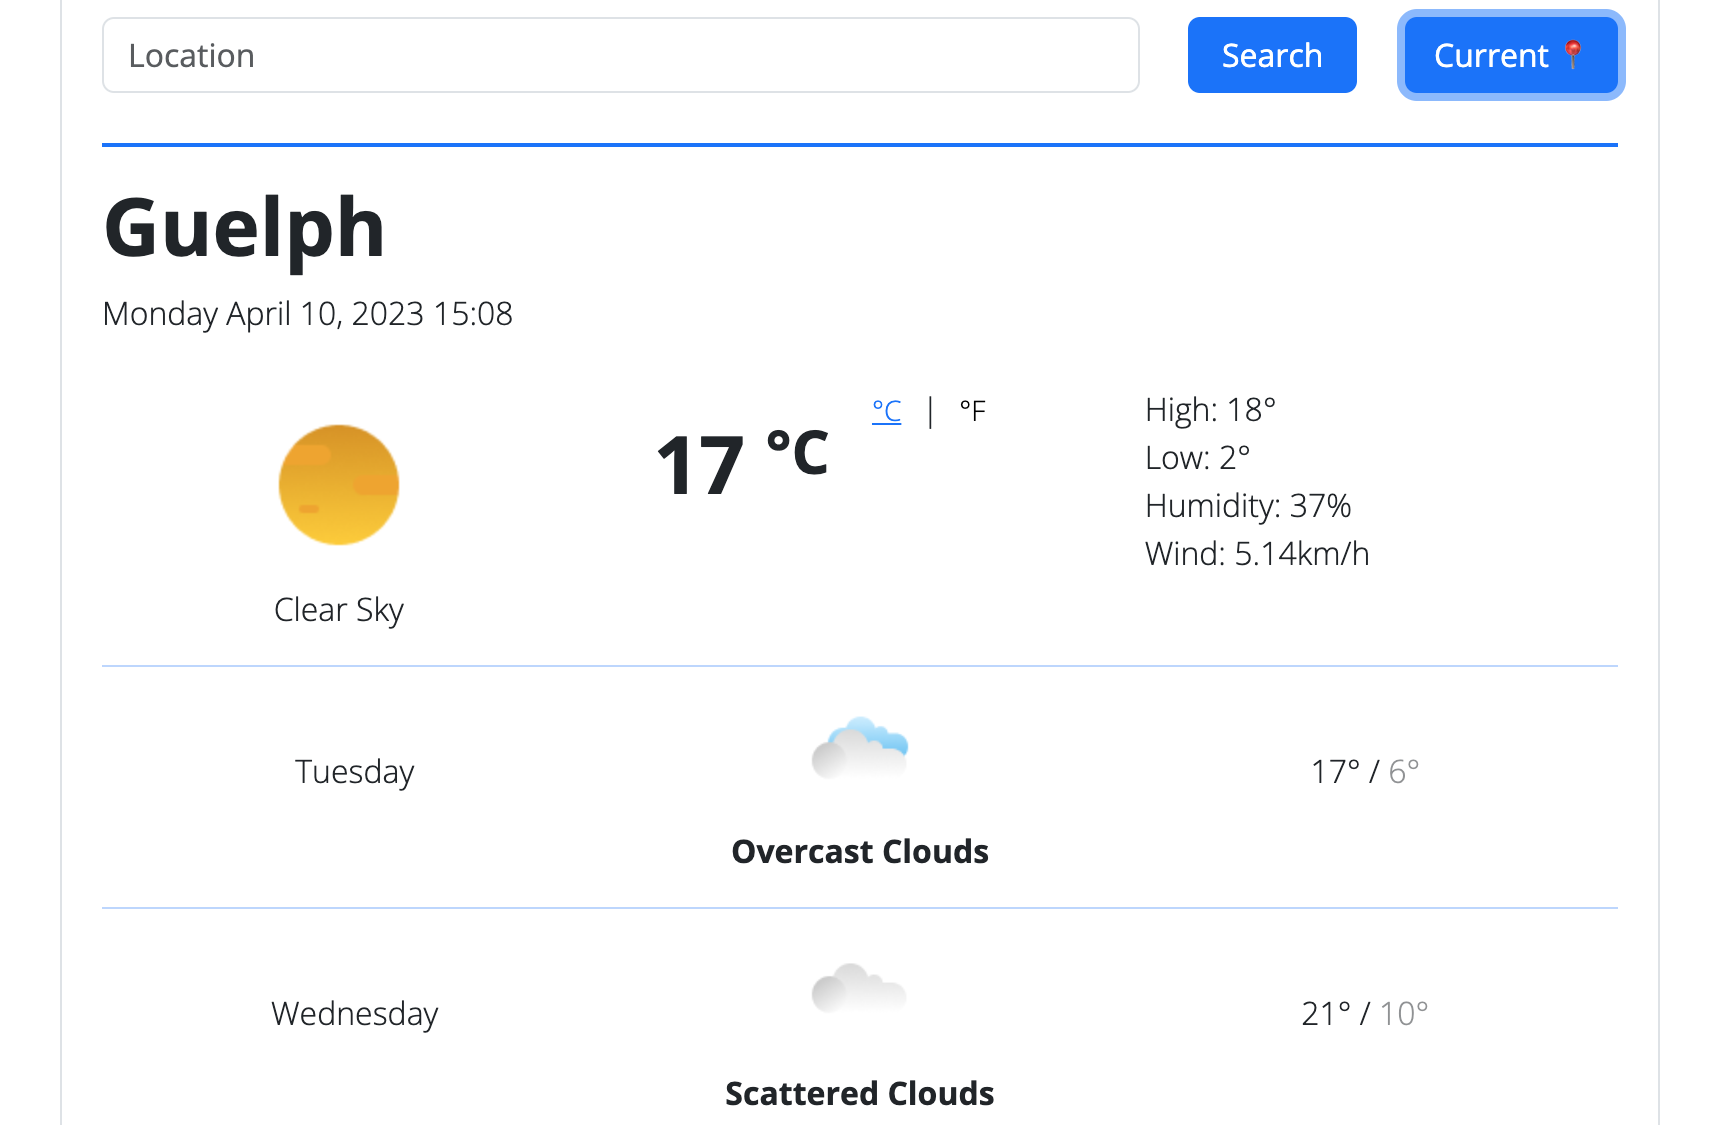 Location
Search
Current
Guelph
Monday April 10, 2023 15:08
17 °C
°C | °F
High: 18°
Low: 2°
Humidity: 37%
Wind: 5.14km/h
Clear Sky
Tuesday
17° / 6°
Overcast Clouds
Wednesday
21° / 10°
Scattered Clouds